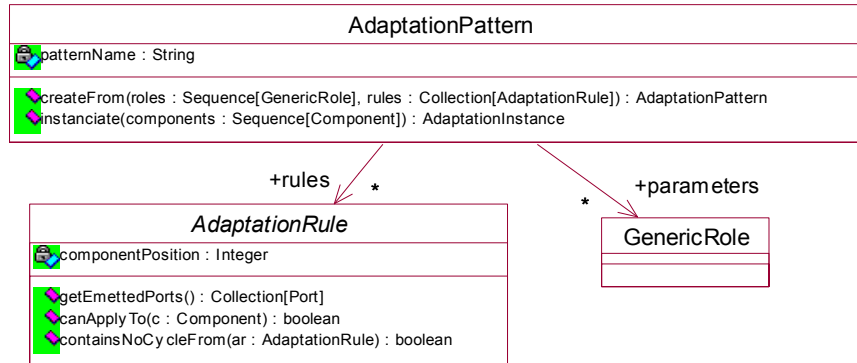 AdaptationPattern
patternName : String
createFrom(roles : Sequence[GenericRole], rules : Collection[AdaptationRule]) : AdaptationPattern
instanciate(components : Sequence[Component]) : AdaptationInstance
+rules
*
+parameters
*
AdaptationRule
componentPosition : Integer
getEmettedPorts() : Collection[Port]
canApplyTo(c : Component) : boolean
containsNoCycleFrom(ar : AdaptationRule) : boolean
GenericRole